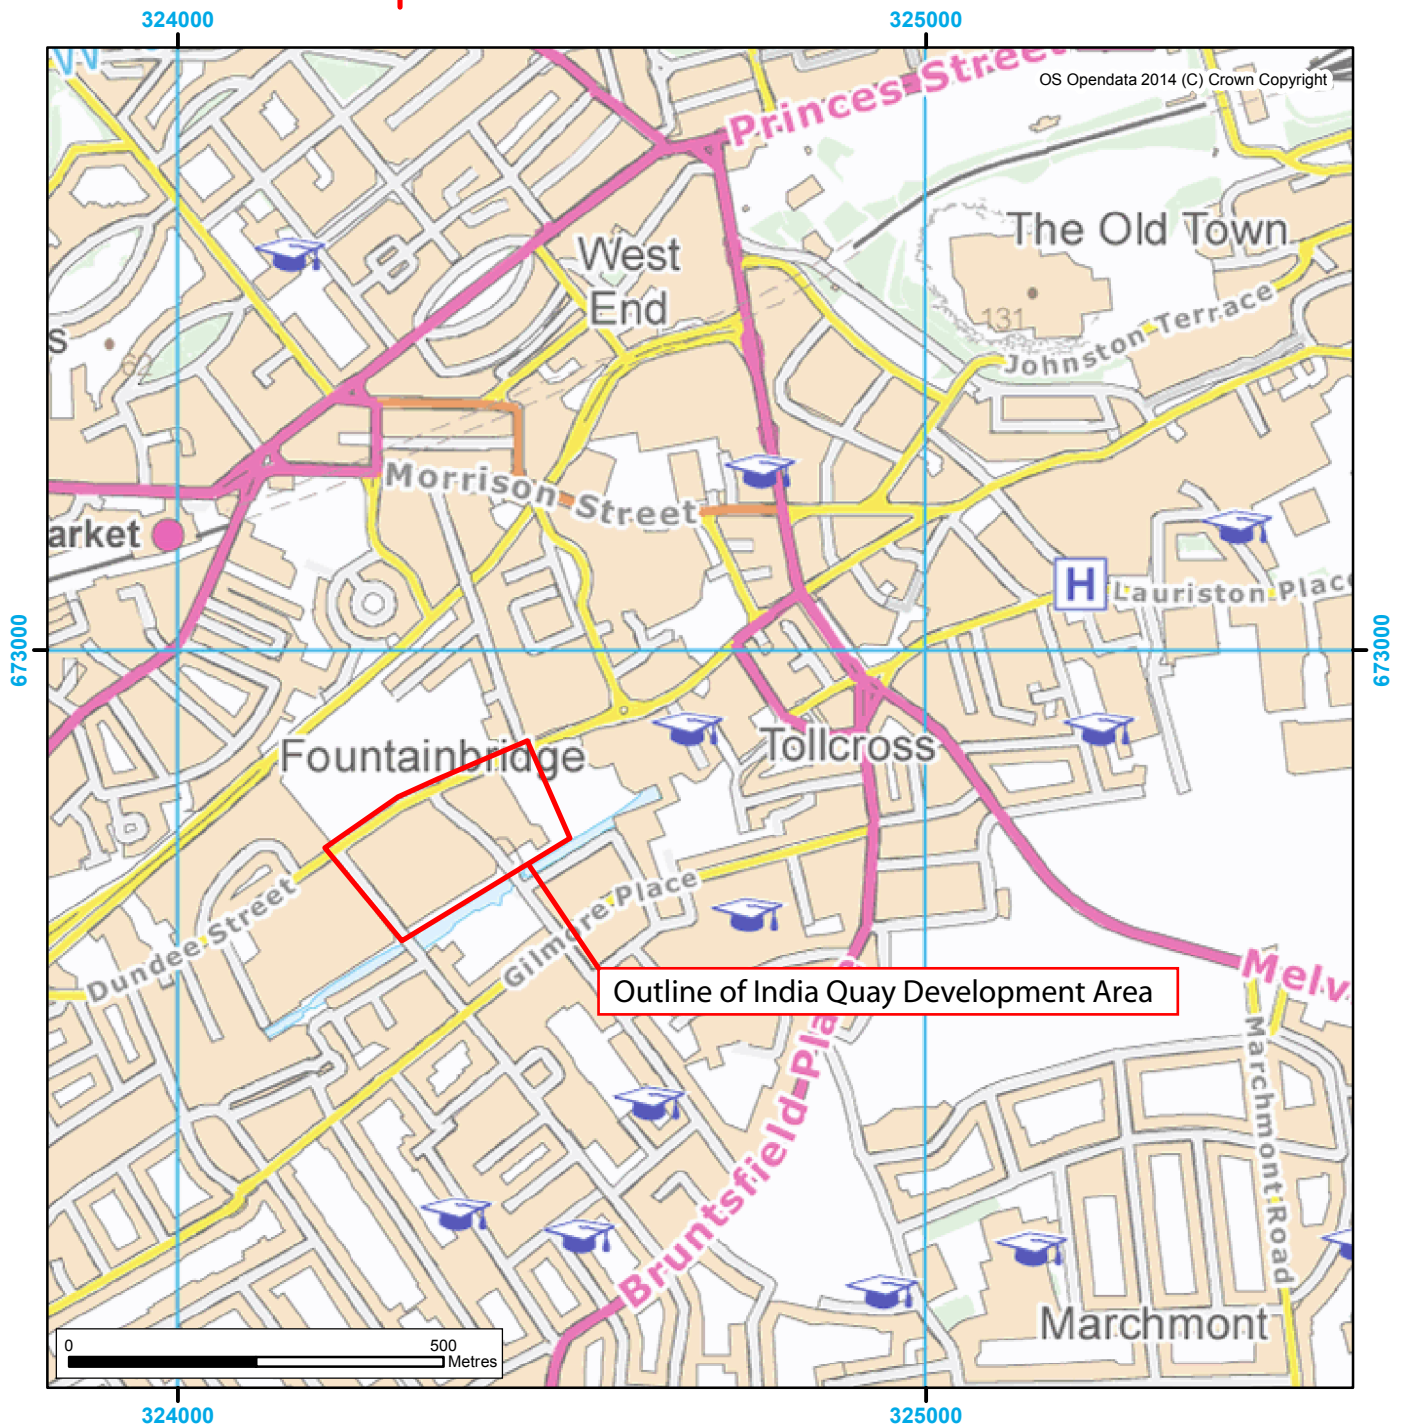 324000
325000
Princes Street
OS Opendata 2014 (C) Crown Copyright
The Old Town
West
End
131
Johnston Terrace
s
62
Morrison Street
arket
H
Lauriston Place
673000
673000
Fountainbridge
Tollcross
Dundee Street
Gilmore Place
Outline of India Quay Development Area
Melv
Bruntsfield Pla
Marchmont Road
Marchmont
0
500
Metres
324000
325000